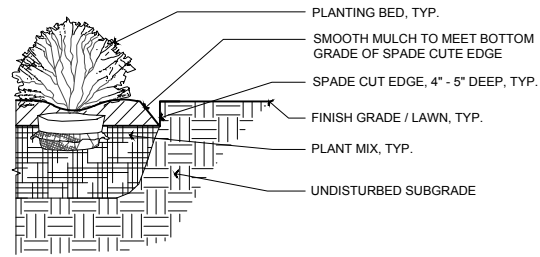 PLANTING BED, TYP.
SMOOTH MULCH TO MEET BOTTOM
GRADE OF SPADE CUTE EDGE
SPADE CUT EDGE, 4" - 5" DEEP, TYP.
FINISH GRADE / LAWN, TYP.
PLANT MIX, TYP.
UNDISTURBED SUBGRADE